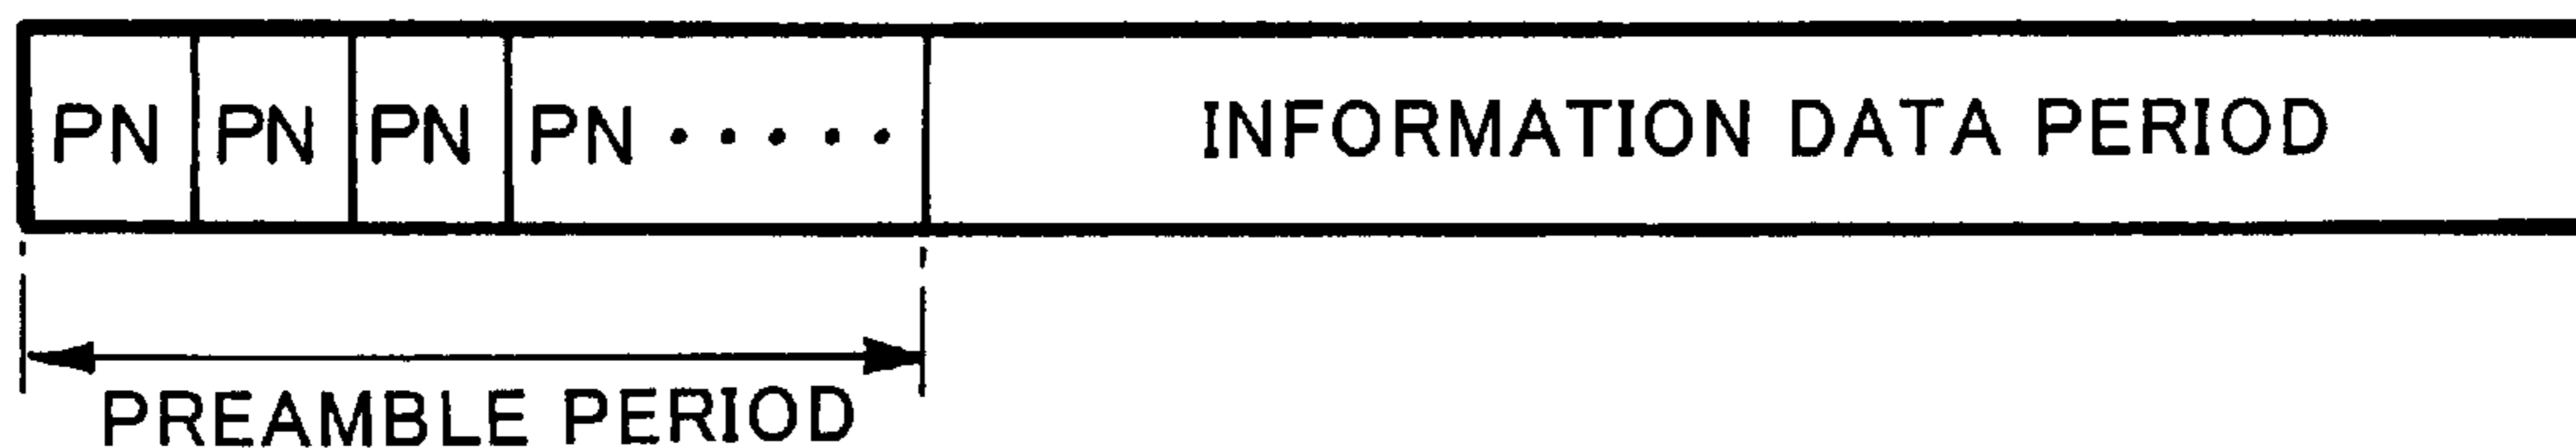 PN PN PN PN ..... INFORMATION DATA PERIOD
PREAMBLE PERIOD